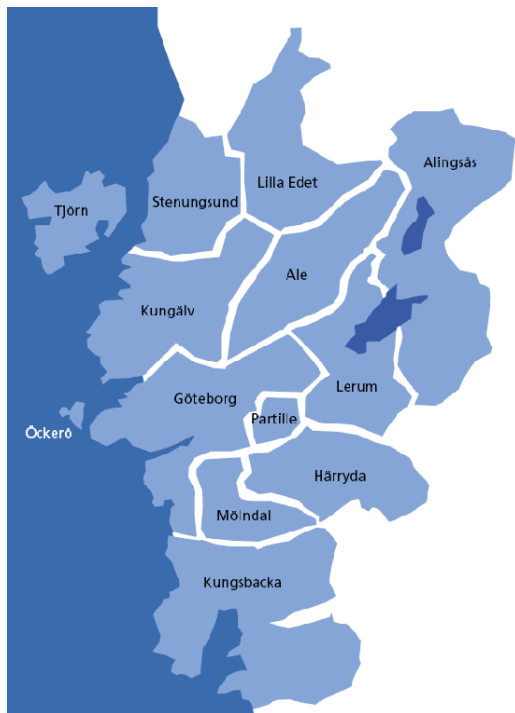 Alingsås
Lilla Edet
Stenungsund
Tjörn
Ale
Kungälv
Lerum
Göteborg
Partille
Öckerö
Härryda
Mölndal
Kungsbacka